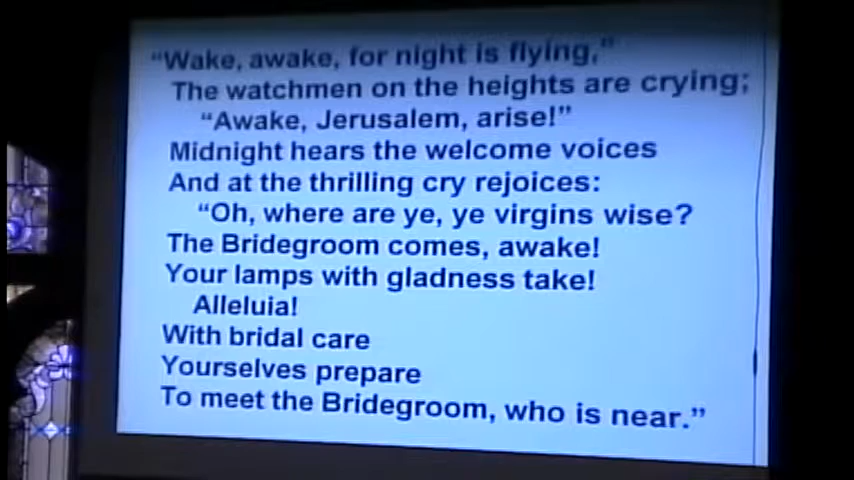 “Wake, awake, for night is flying,”
The watchmen on the heights are crying;
“Awake, Jerusalem, arise!”
Midnight hears the welcome voices
And at the thrilling cry rejoices:
“Oh, where are ye, ye virgins wise?
The Bridegroom comes, awake!
Your lamps with gladness take!
Alleluia!
With bridal care
Yourselves prepare
To meet the Bridegroom, who is near.”